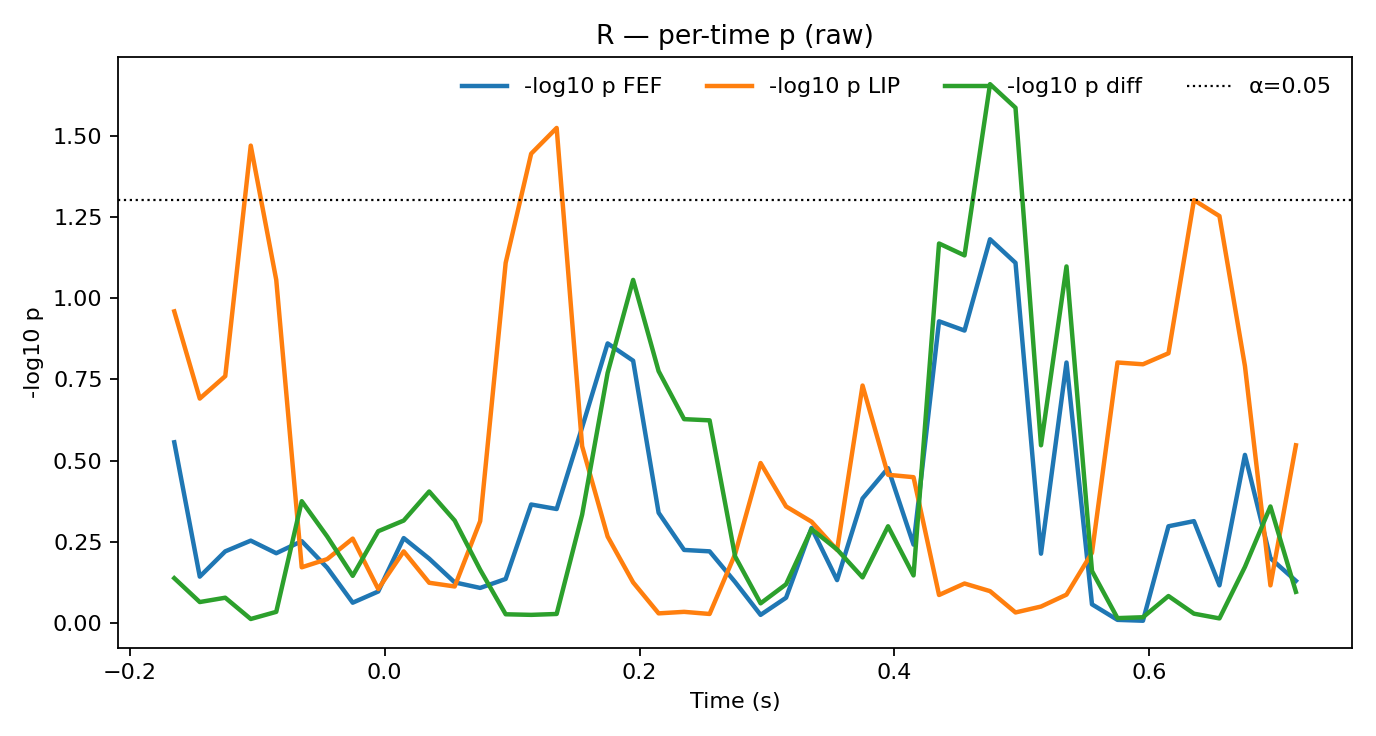 R — per-time p (raw)
-log10 p FEF
-log10 p LIP
-log10 p diff
α=0.05
-log10 p
1.50
1.25
1.00
0.75
0.50
0.25
0.00
−0.2
0.0
0.2
0.4
0.6
Time (s)